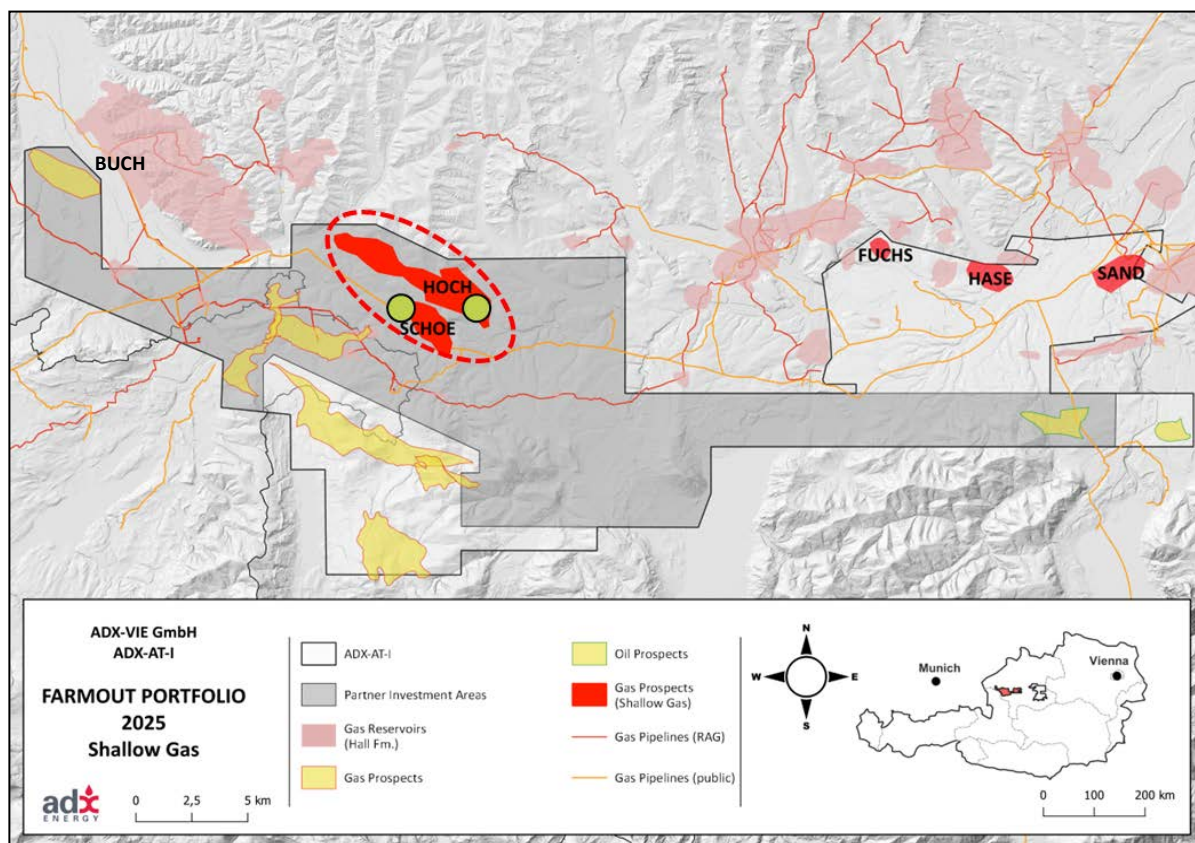 BUCH
HOCH
SCHOE
FUCHS
HASE
SAND
ADX-VIE GmbH
ADX-AT-I
FARMOUT PORTFOLIO
2025
Shallow Gas
adx
ENERGY
0 2,5 5 km
ADX-AT-I
Partner Investment Areas
Gas Reservoirs
(Hall Fm.)
Gas Prospects
Oil Prospects
Gas Prospects
(Shallow Gas)
Gas Pipelines (RAG)
Gas Pipelines (public)
N
W E
S
Munich
Vienna
0 100 200 km